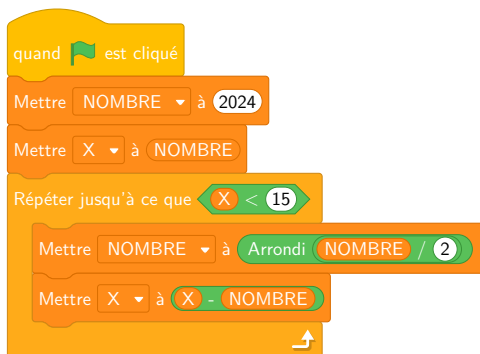 quand est cliqué
Mettre NOMBRE à 2024
Mettre X à NOMBRE
Répéter jusqu'à ce que X < 15
Mettre NOMBRE à Arrondi NOMBRE / 2
Mettre X à X - NOMBRE